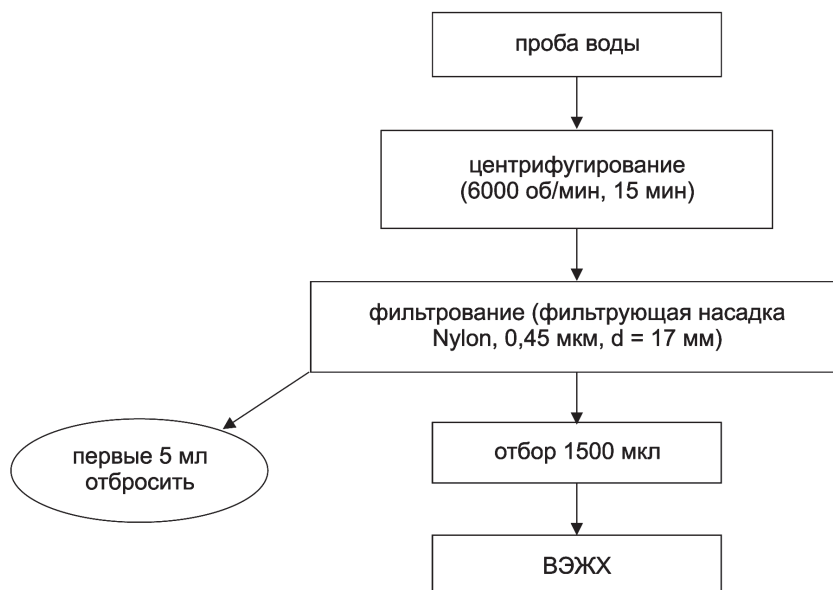 проба воды
центрифугирование
(6000 об/мин, 15 мин)
фильтрование (фильтрующая насадка
Nylon, 0,45 мкм, d = 17 мм)
первые 5 мл
отбросить
отбор 1500 мкл
ВЭЖХ